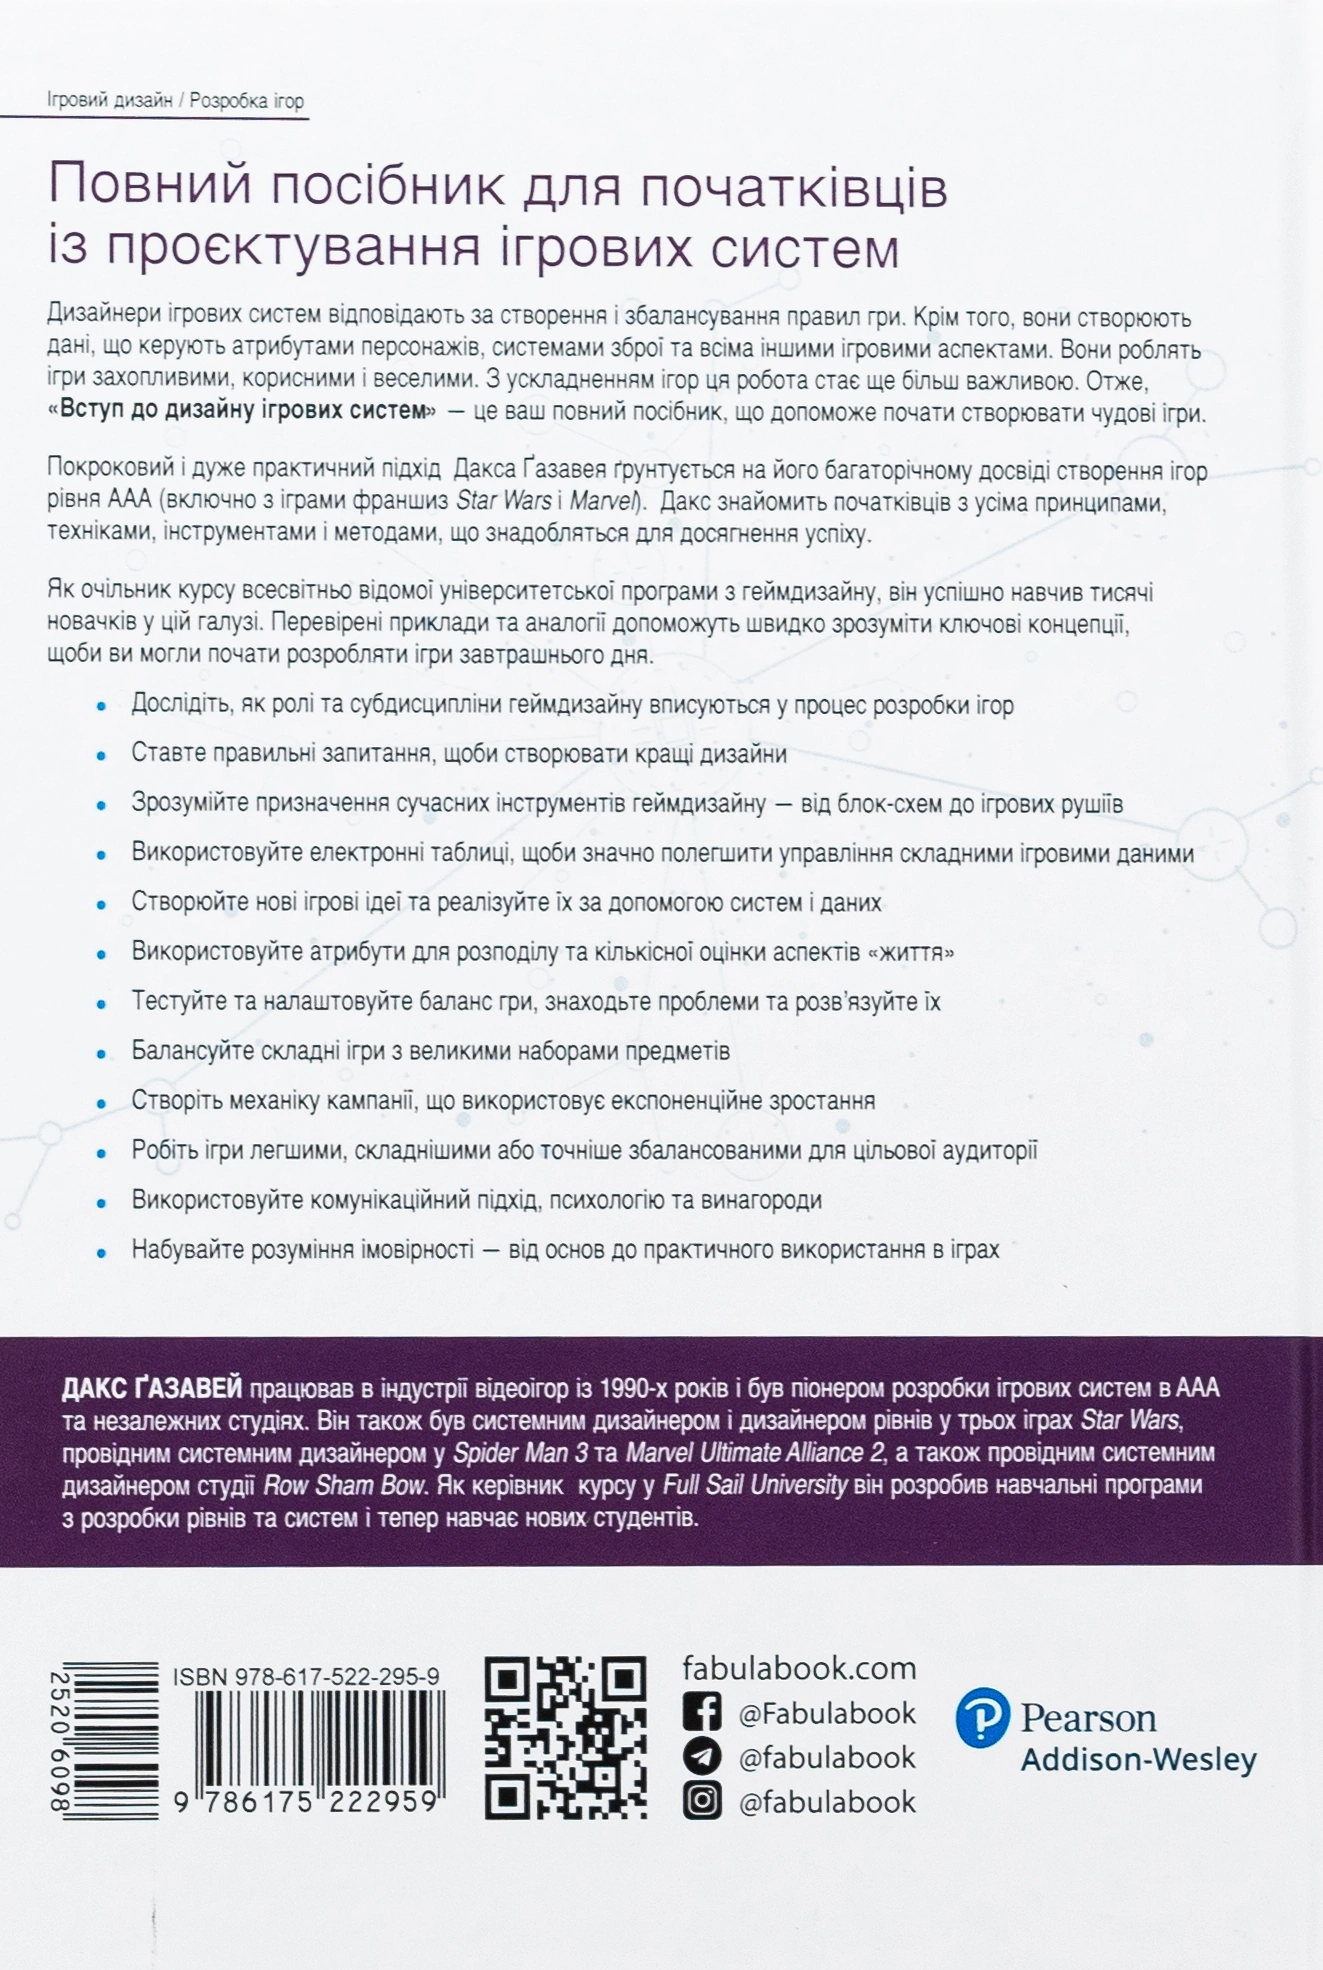 Ігровий дизайн / Розробка ігор
Повний посібник для початківців
із проєктування ігрових систем
Дизайнери ігрових систем відповідають за створення і збалансування правил гри. Крім того, вони створюють
дані, що керують атрибутами персонажів, системами зброї та всіма іншими ігровими аспектами. Вони роблять
ігри захопливими, корисними і веселими. З ускладненням ігор ця робота стає ще більш важливою. Отже,
«Вступ до дизайну ігрових систем» — це ваш повний посібник, що допоможе почати створювати чудові ігри.
Покроковий і дуже практичний підхід Дакса Ґазавея ґрунтується на його багаторічному досвіді створення ігор
рівня ААА (включно з іграми франшиз Star Wars і Marvel). Дакс знайомить початківців з усіма принципами,
техніками, інструментами і методами, що знадобляться для досягнення успіху.
Як очільник курсу всесвітньо відомої університетської програми з геймдизайну, він успішно навчив тисячі
новачків у цій галузі. Перевірені приклади та аналогії допоможуть швидко зрозуміти ключові концепції,
щоби ви могли почати розробляти ігри завтрашнього дня.
• Дослідіть, як ролі та субдисципліни геймдизайну вписуються у процес розробки ігор
• Ставте правильні запитання, щоби створювати кращі дизайни
• Зрозумійте призначення сучасних інструментів геймдизайну — від блок-схем до ігрових рушіїв
• Використовуйте електронні таблиці, щоби значно полегшити управління складними ігровими даними
• Створюйте нові ігрові ідеї та реалізуйте їх за допомогою систем і даних
• Використовуйте атрибути для розподілу та кількісної оцінки аспектів «життя»
• Тестуйте та налаштовуйте баланс гри, знаходьте проблеми та розв'язуйте їх
• Балансуйте складні ігри з великими наборами предметів
• Створіть механіку кампанії, що використовує експоненційне зростання
• Робіть ігри легшими, складнішими або точніше збалансованими для цільової аудиторії
• Використовуйте комунікаційний підхід, психологію та винагороди
• Набувайте розуміння імовірності — від основ до практичного використання в іграх
ДАКС ҐАЗАВЕЙ працював в індустрії відеоігор із 1990-х років і був піонером розробки ігрових систем в ААА
та незалежних студіях. Він також був системним дизайнером і дизайнером рівнів у трьох іграх Star Wars,
провідним системним дизайнером у Spider Man 3 та Marvel Ultimate Alliance 2, а також провідним системним
дизайнером студії Row Sham Bow. Як керівник курсу у Full Sail University він розробив навчальні програми
з розробки рівнів та систем і тепер навчає нових студентів.
2520 6098
ISBN 978-617-522-295-9
9 786175 222959
fabulabook.com
@Fabulabook
@fabulabook
@fabulabook
Pearson
Addison-Wesley